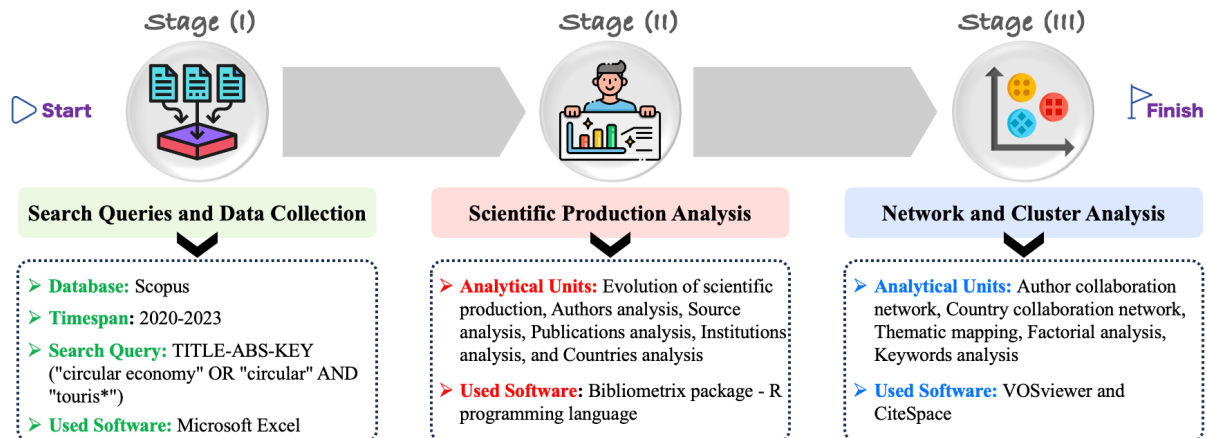 Stage (I)
Stage (II)
Stage (III)
Start
Finish
Search Queries and Data Collection
➢ Database: Scopus
➢ Timespan: 2020-2023
➢ Search Query: TITLE-ABS-KEY
("circular economy" OR "circular" AND
"touris*")
➢ Used Software: Microsoft Excel
Scientific Production Analysis
➢ Analytical Units: Evolution of scientific
production, Authors analysis, Source
analysis, Publications analysis, Institutions
analysis, and Countries analysis
➢ Used Software: Bibliometrix package - R
programming language
Network and Cluster Analysis
➢ Analytical Units: Author collaboration
network, Country collaboration network,
Thematic mapping, Factorial analysis,
Keywords analysis
➢ Used Software: VOSviewer and
CiteSpace